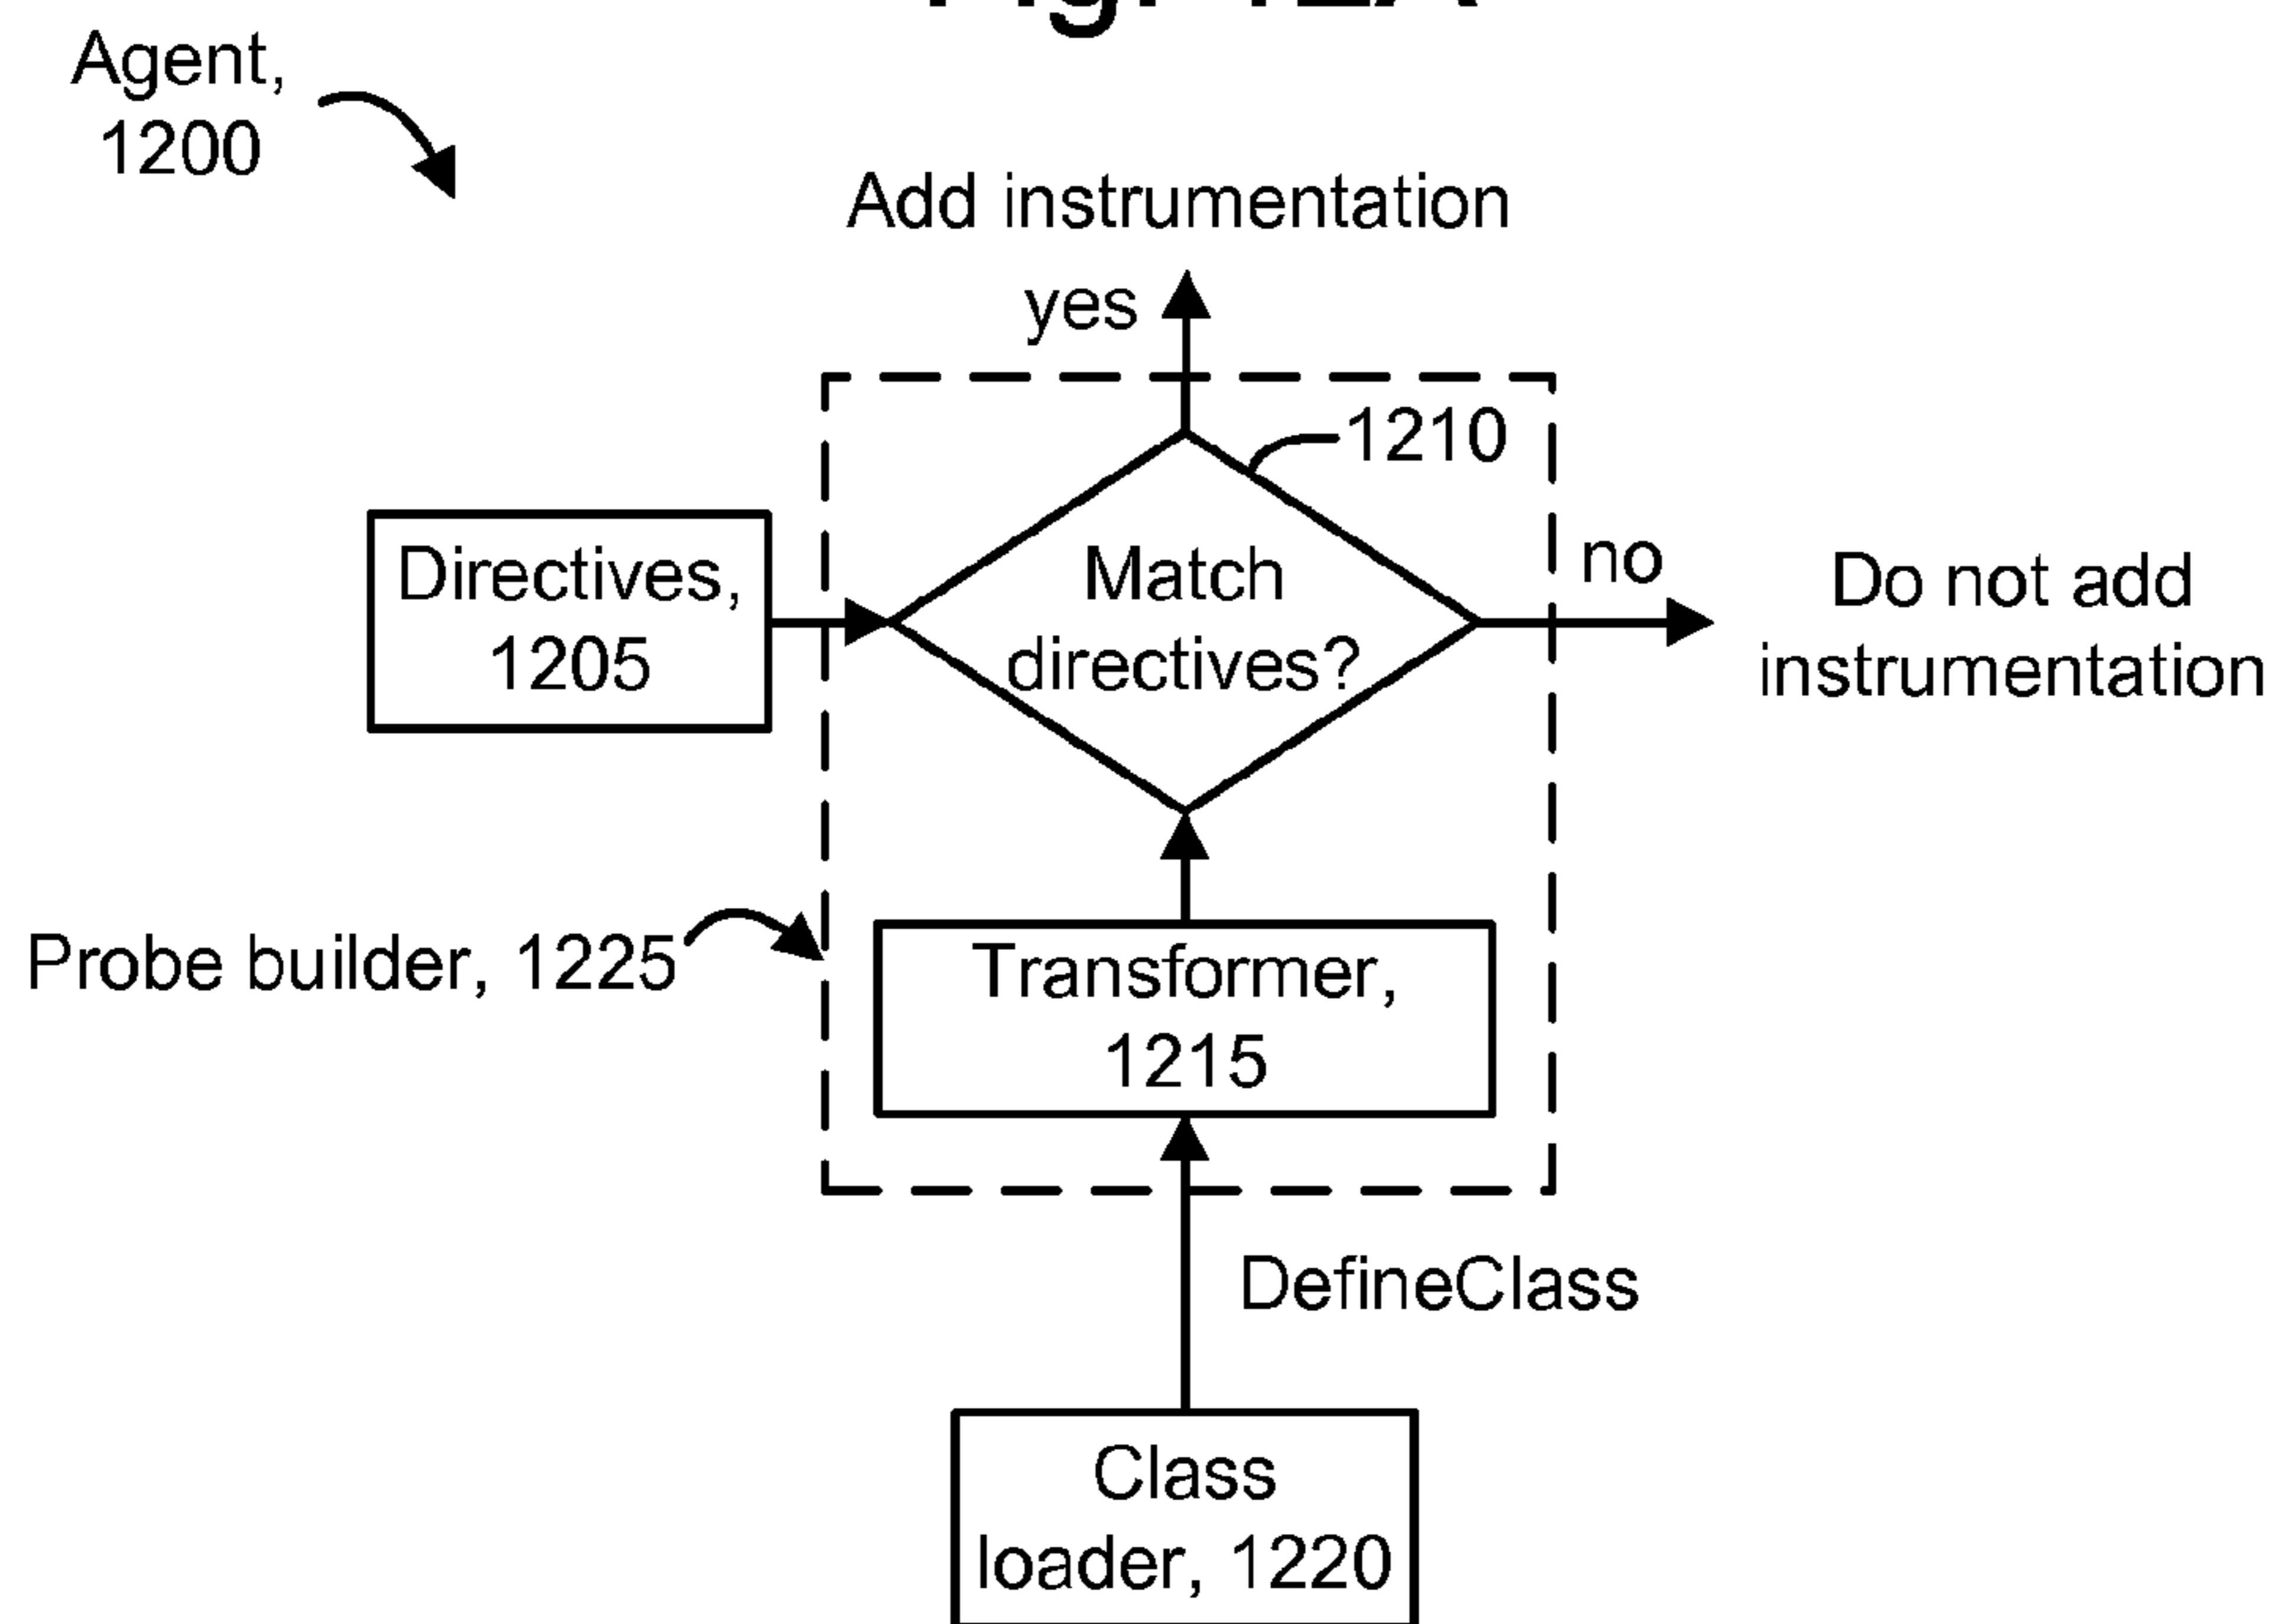 Agent,
1200
Add instrumentation
yes
1210
Directives,
1205
Match
directives?
no
Do not add
instrumentation
Probe builder, 1225
Transformer,
1215
DefineClass
Class
loader, 1220